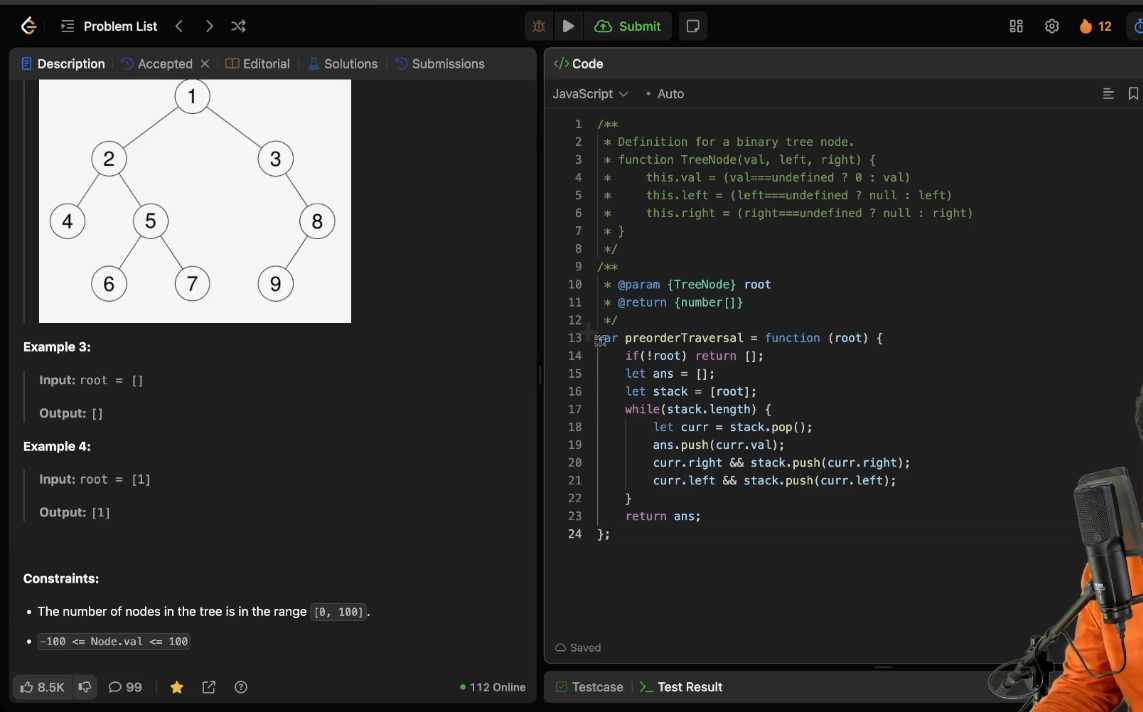 Problem List
Submit
12
Description
Accepted
Editorial
Solutions
Submissions
1
2
3
4
5
8
6
7
9
Example 3:
Input: root = []
Output: []
Example 4:
Input: root = [1]
Output: [1]
Constraints:
• The number of nodes in the tree is in the range [0, 100].
• -100 <= Node.val <= 100
8.5K
99
112 Online
</> Code
JavaScript
• Auto
1 /**
2 * Definition for a binary tree node.
3 * function TreeNode(val, left, right) {
4 *     this.val = (val===undefined ? 0 : val)
5 *     this.left = (left===undefined ? null : left)
6 *     this.right = (right===undefined ? null : right)
7 * }
8 */
9 /**
10 * @param {TreeNode} root
11 * @return {number[]}
12 */
13 var preorderTraversal = function (root) {
14     if(!root) return [];
15     let ans = [];
16     let stack = [root];
17     while(stack.length) {
18         let curr = stack.pop();
19         ans.push(curr.val);
20         curr.right && stack.push(curr.right);
21         curr.left && stack.push(curr.left);
22     }
23     return ans;
24 };
Saved
Testcase
>_ Test Result